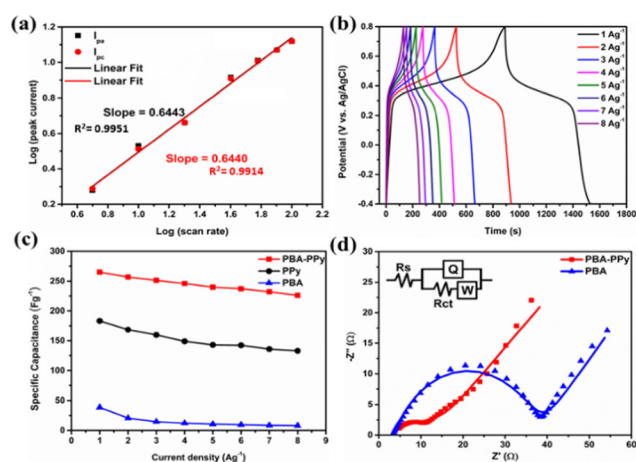 (a)
1.2
1.0
0.8
0.6
0.4
0.2
Log (peak current)
I_pa
I_pc
Linear Fit
Linear Fit
Slope = 0.6443
R²= 0.9951
Slope = 0.6440
R²= 0.9914
0.6 0.8 1.0 1.2 1.4 1.6 1.8 2.0 2.2
Log (scan rate)
(b)
0.8
0.6
0.4
0.2
0.0
-0.2
-0.4
Potential (V vs. Ag/AgCl)
1 Ag⁻¹
2 Ag⁻¹
3 Ag⁻¹
4 Ag⁻¹
5 Ag⁻¹
6 Ag⁻¹
7 Ag⁻¹
8 Ag⁻¹
0 200 400 600 800 1000 1200 1400 1600 1800
Time (s)
(c)
300
250
200
150
100
50
0
Specific Capacitance (Fg⁻¹)
PBA-PPy
PPy
PBA
0 1 2 3 4 5 6 7 8 9
Current density (Ag⁻¹)
(d)
-25
-20
-15
-10
-5
0
-Z'' (Ω)
Rs
Q
Rct
W
PBA-PPy
PBA
0 10 20 30 40 50 60
Z' (Ω)